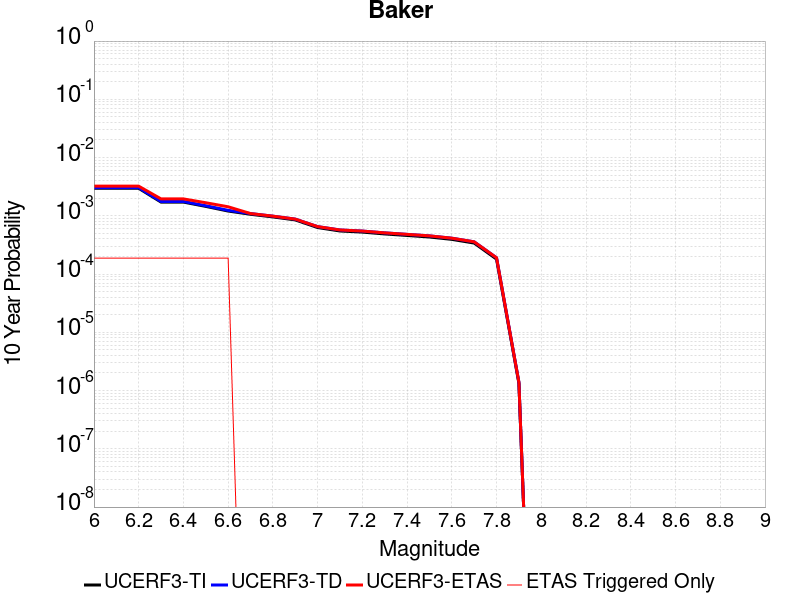 Baker
10^0
10^-1
10^-2
10^-3
10^-4
10^-5
10^-6
10^-7
10^-8
10 Year Probability
6 6.2 6.4 6.6 6.8 7 7.2 7.4 7.6 7.8 8 8.2 8.4 8.6 8.8 9
Magnitude
UCERF3-TI UCERF3-TD UCERF3-ETAS ETAS Triggered Only